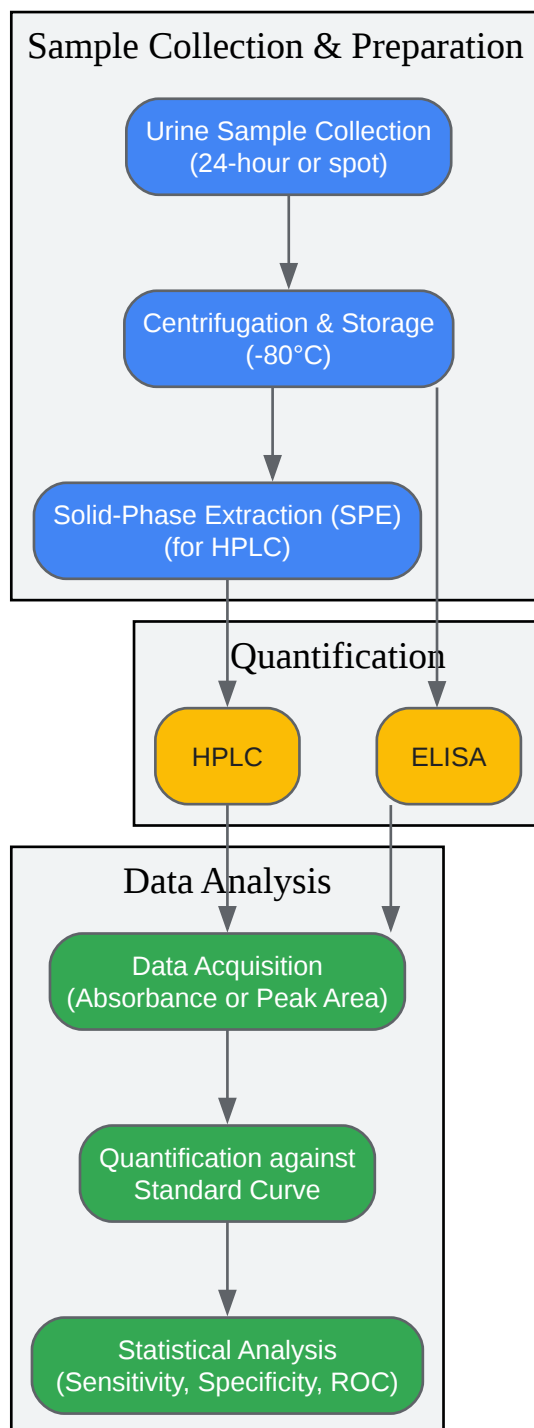 Sample Collection & Preparation
Urine Sample Collection
(24-hour or spot)
Centrifugation & Storage
(-80°C)
Solid-Phase Extraction (SPE)
(for HPLC)
Quantification
HPLC
ELISA
Data Analysis
Data Acquisition
(Absorbance or Peak Area)
Quantification against
Standard Curve
Statistical Analysis
(Sensitivity, Specificity, ROC)